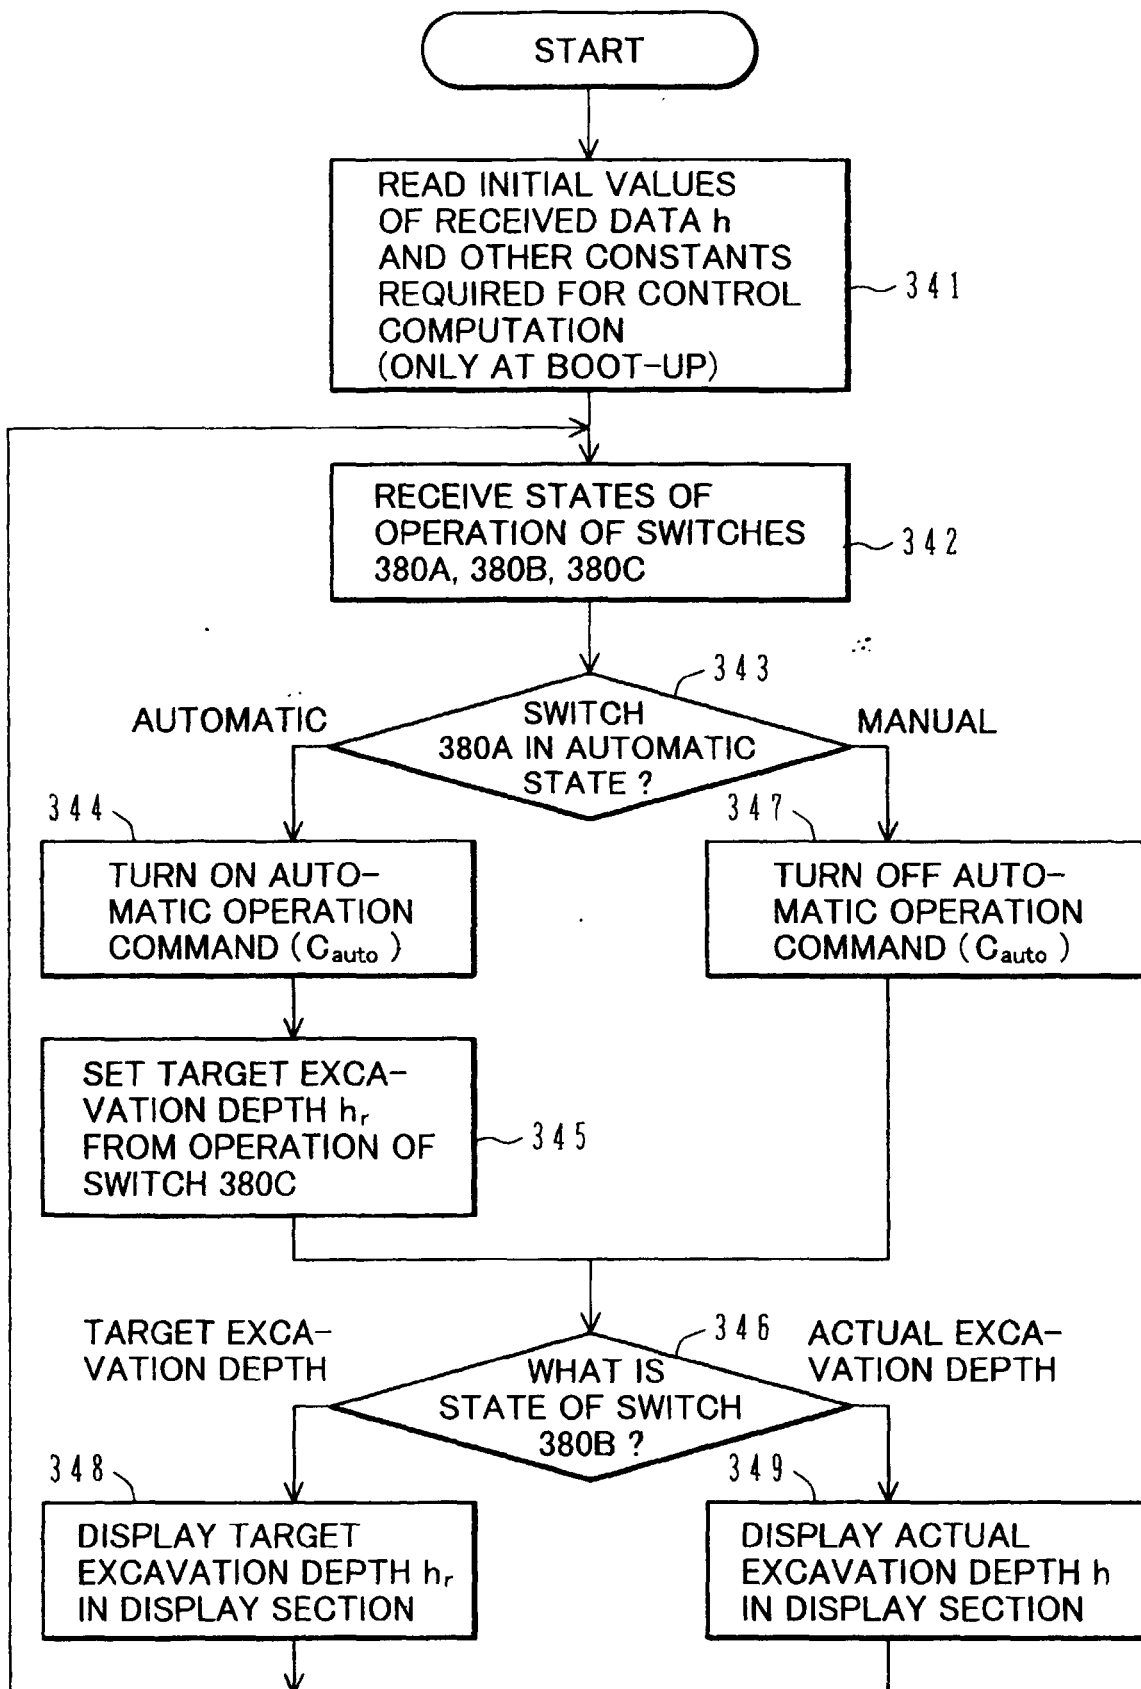 START
READ INITIAL VALUES
OF RECEIVED DATA h
AND OTHER CONSTANTS
REQUIRED FOR CONTROL
COMPUTATION
(ONLY AT BOOT-UP)
341
RECEIVE STATES OF
OPERATION OF SWITCHES
380A, 380B, 380C
342
343
AUTOMATIC
SWITCH
380A IN AUTOMATIC
STATE ?
MANUAL
344
TURN ON AUTO-
MATIC OPERATION
COMMAND (Cauto)
347
TURN OFF AUTO-
MATIC OPERATION
COMMAND (Cauto)
SET TARGET EXCA-
VATION DEPTH hr
FROM OPERATION OF
SWITCH 380C
345
TARGET EXCA-
VATION DEPTH
346
WHAT IS
STATE OF SWITCH
380B ?
ACTUAL EXCA-
VATION DEPTH
348
DISPLAY TARGET
EXCAVATION DEPTH hr
IN DISPLAY SECTION
349
DISPLAY ACTUAL
EXCAVATION DEPTH h
IN DISPLAY SECTION